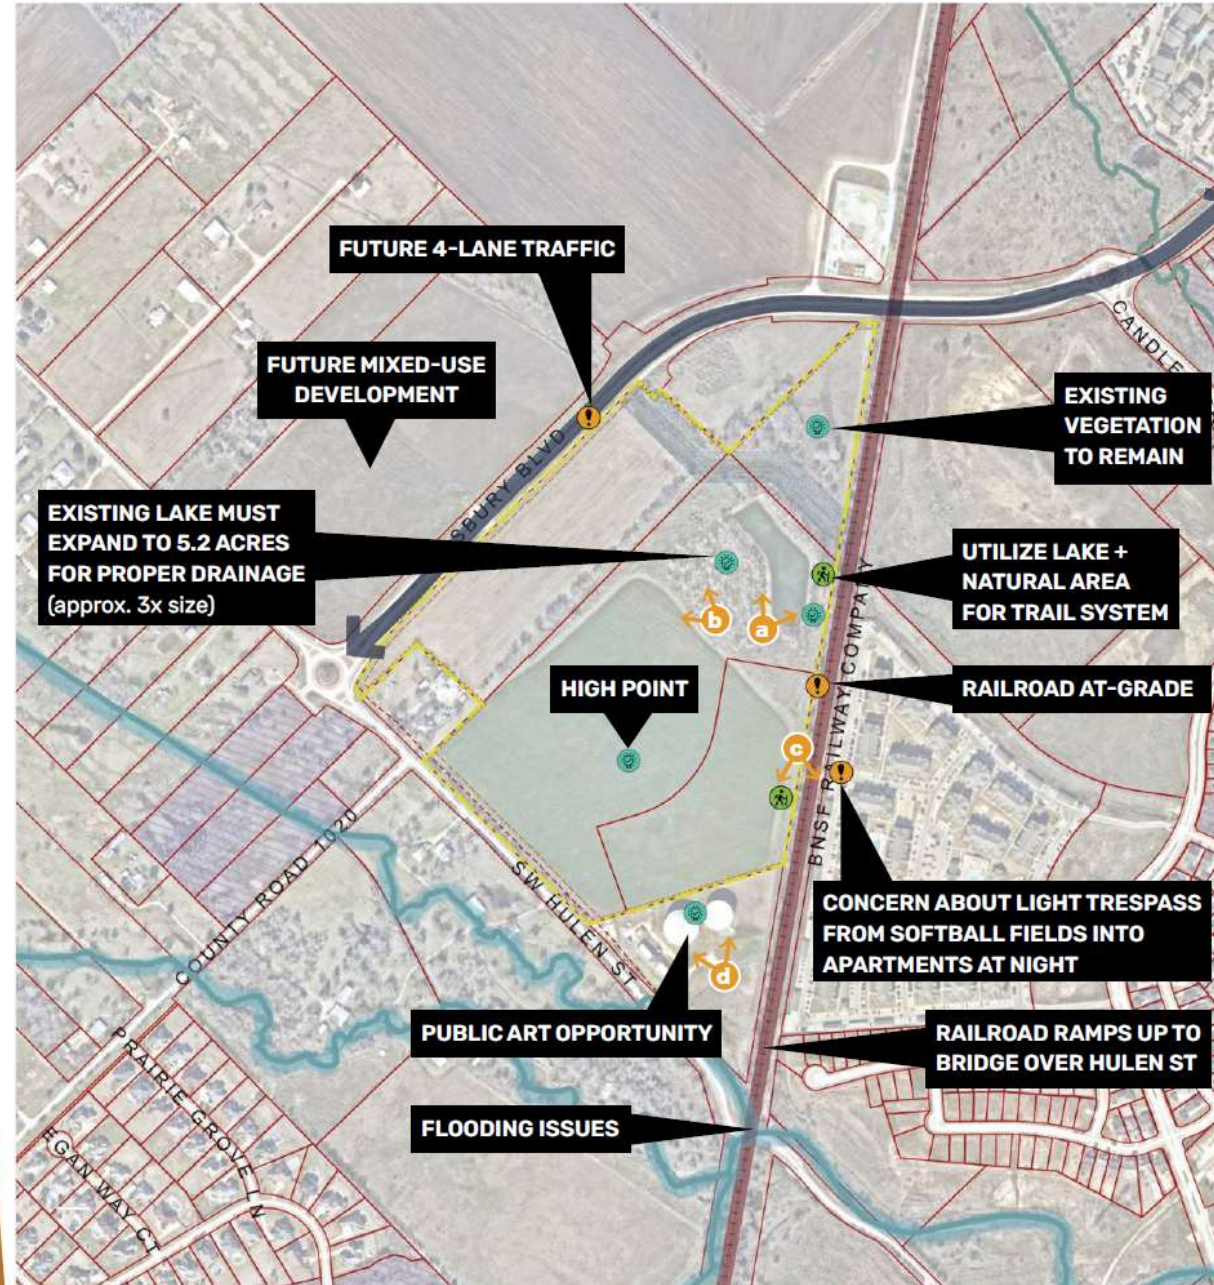 FUTURE 4-LANE TRAFFIC
CANDLE
FUTURE MIXED-USE
DEVELOPMENT
EXISTING
VEGETATION
TO REMAIN
SBURY BLVD
EXISTING LAKE MUST
EXPAND TO 5.2 ACRES
FOR PROPER DRAINAGE
(approx. 3x size)
UTILIZE LAKE +
NATURAL AREA
FOR TRAIL SYSTEM
b
a
HIGH POINT
RAILROAD AT-GRADE
BNSF RAILWAY COMPANY
c
COUNTY ROAD 1020
SW HULEN ST
CONCERN ABOUT LIGHT TRESPASS
FROM SOFTBALL FIELDS INTO
APARTMENTS AT NIGHT
d
PUBLIC ART OPPORTUNITY
RAILROAD RAMPS UP TO
BRIDGE OVER HULEN ST
PRAIRIE GROVE LN
FLOODING ISSUES
EGAN WAY CT